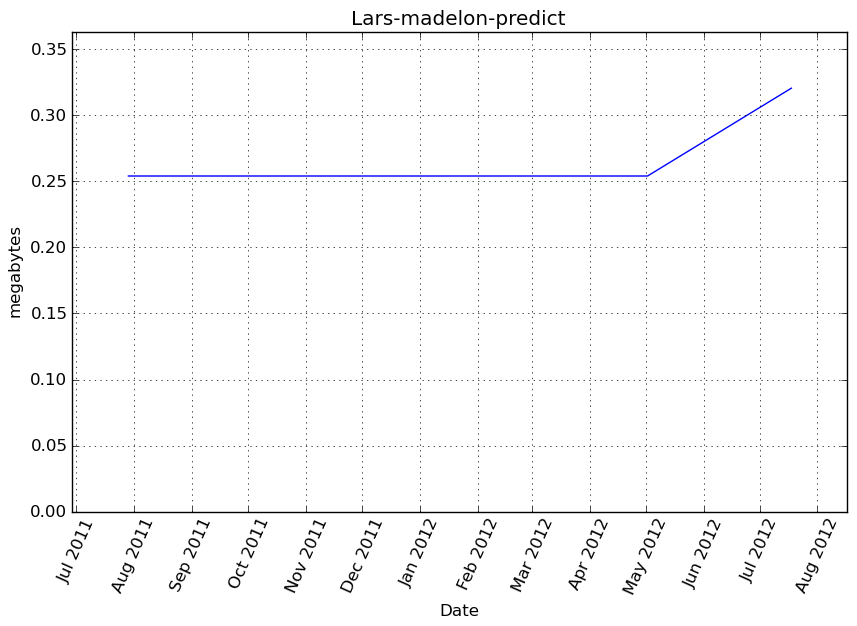 Lars-madelon-predict
0.35
0.30
0.25
0.20
0.15
0.10
0.05
0.00
megabytes
Jul 2011
Aug 2011
Sep 2011
Oct 2011
Nov 2011
Dec 2011
Jan 2012
Feb 2012
Mar 2012
Apr 2012
May 2012
Jun 2012
Jul 2012
Aug 2012
Date